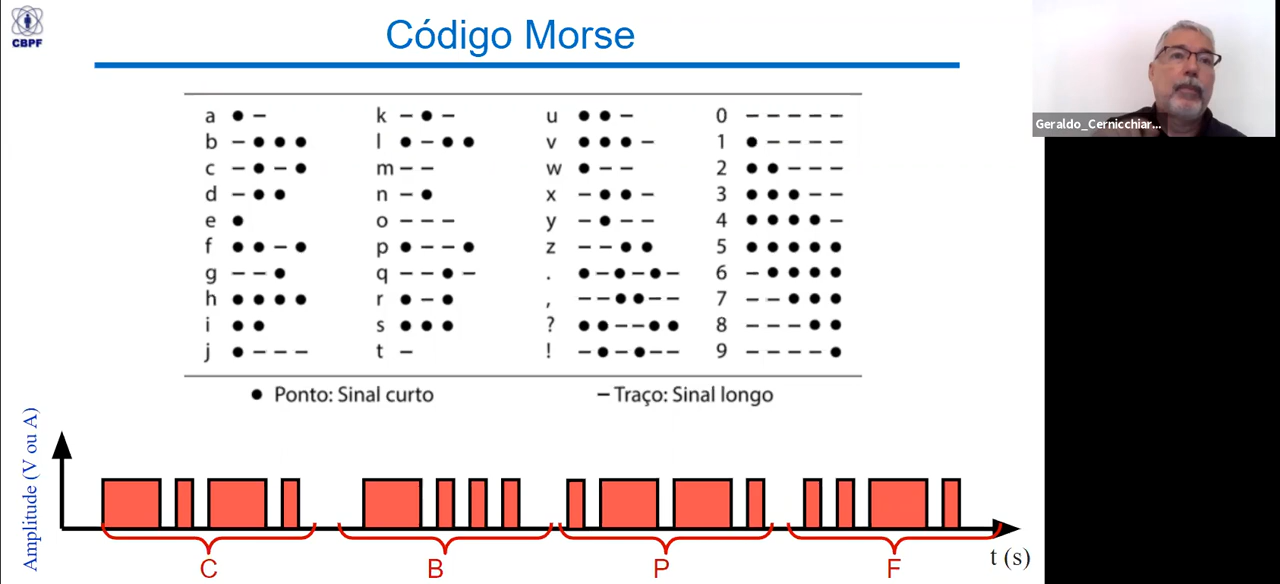 Código Morse
CBPF
Geraldo_Cernicchiar...
a ● – k – ● – u ● ● – 0 – – – – –
b – ● ● ● l ● – ● ● v ● ● ● – 1 ● – – – –
c – ● – ● m – – w ● – – 2 ● ● – – –
d – ● ● n – ● x – ● ● – 3 ● ● ● – –
e ● o – – – y – ● – – 4 ● ● ● ● –
f ● ● – ● p ● – – ● z – – ● ● 5 ● ● ● ● ●
g – – ● q – – ● – . ● – ● – ● – 6 – ● ● ● ●
h ● ● ● ● r ● – ● , – – ● ● – – 7 – – ● ● ●
i ● ● s ● ● ● ? ● ● – – ● ● 8 – – – ● ●
j ● – – – t – ! – ● – ● – – 9 – – – – ●
● Ponto: Sinal curto – Traço: Sinal longo
Amplitude (V ou A)
t (s)
C B P F